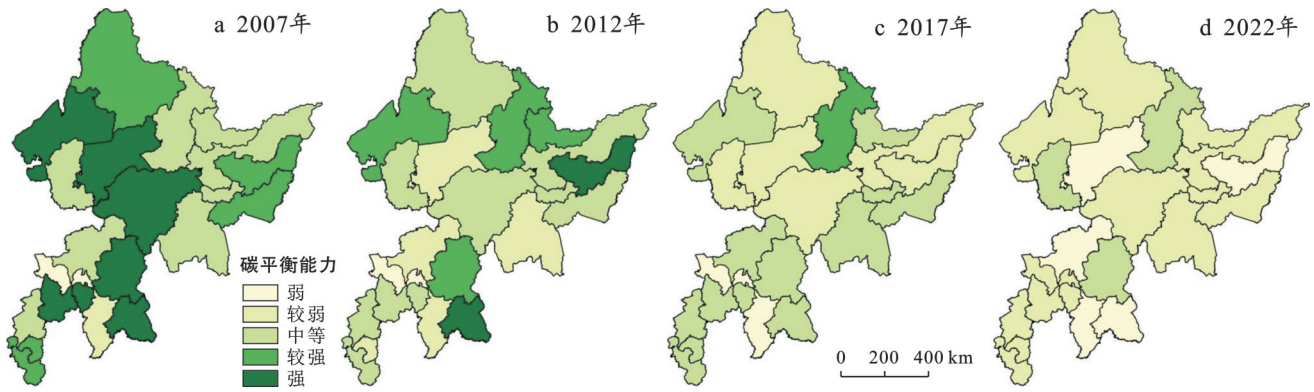 a 2007年
b 2012年
c 2017年
d 2022年
碳平衡能力
弱
较弱
中等
较强
强
0 200 400 km